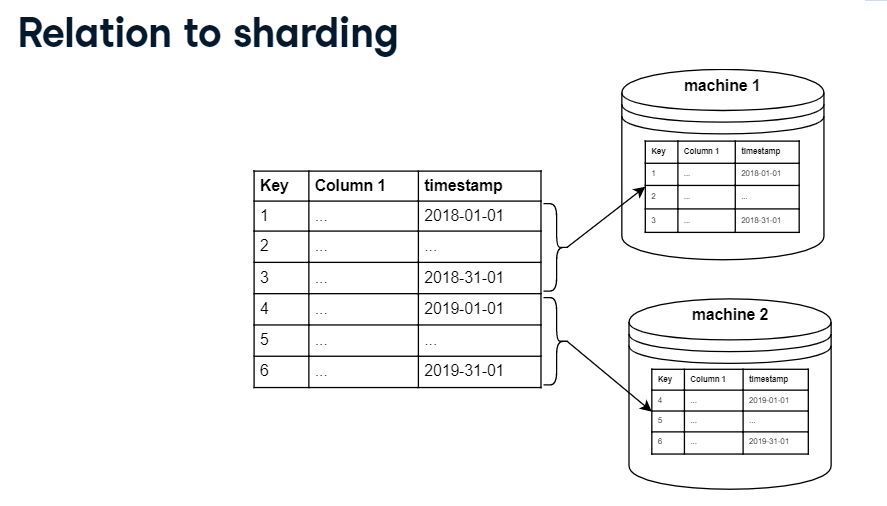 Relation to sharding
Key Column 1 timestamp
1 ... 2018-01-01
2 ... ...
3 ... 2018-31-01
4 ... 2019-01-01
5 ... ...
6 ... 2019-31-01
machine 1
Key Column 1 timestamp
1 ... 2018-01-01
2 ... ...
3 ... 2018-31-01
machine 2
Key Column 1 timestamp
4 ... 2019-01-01
5 ... ...
6 ... 2019-31-01